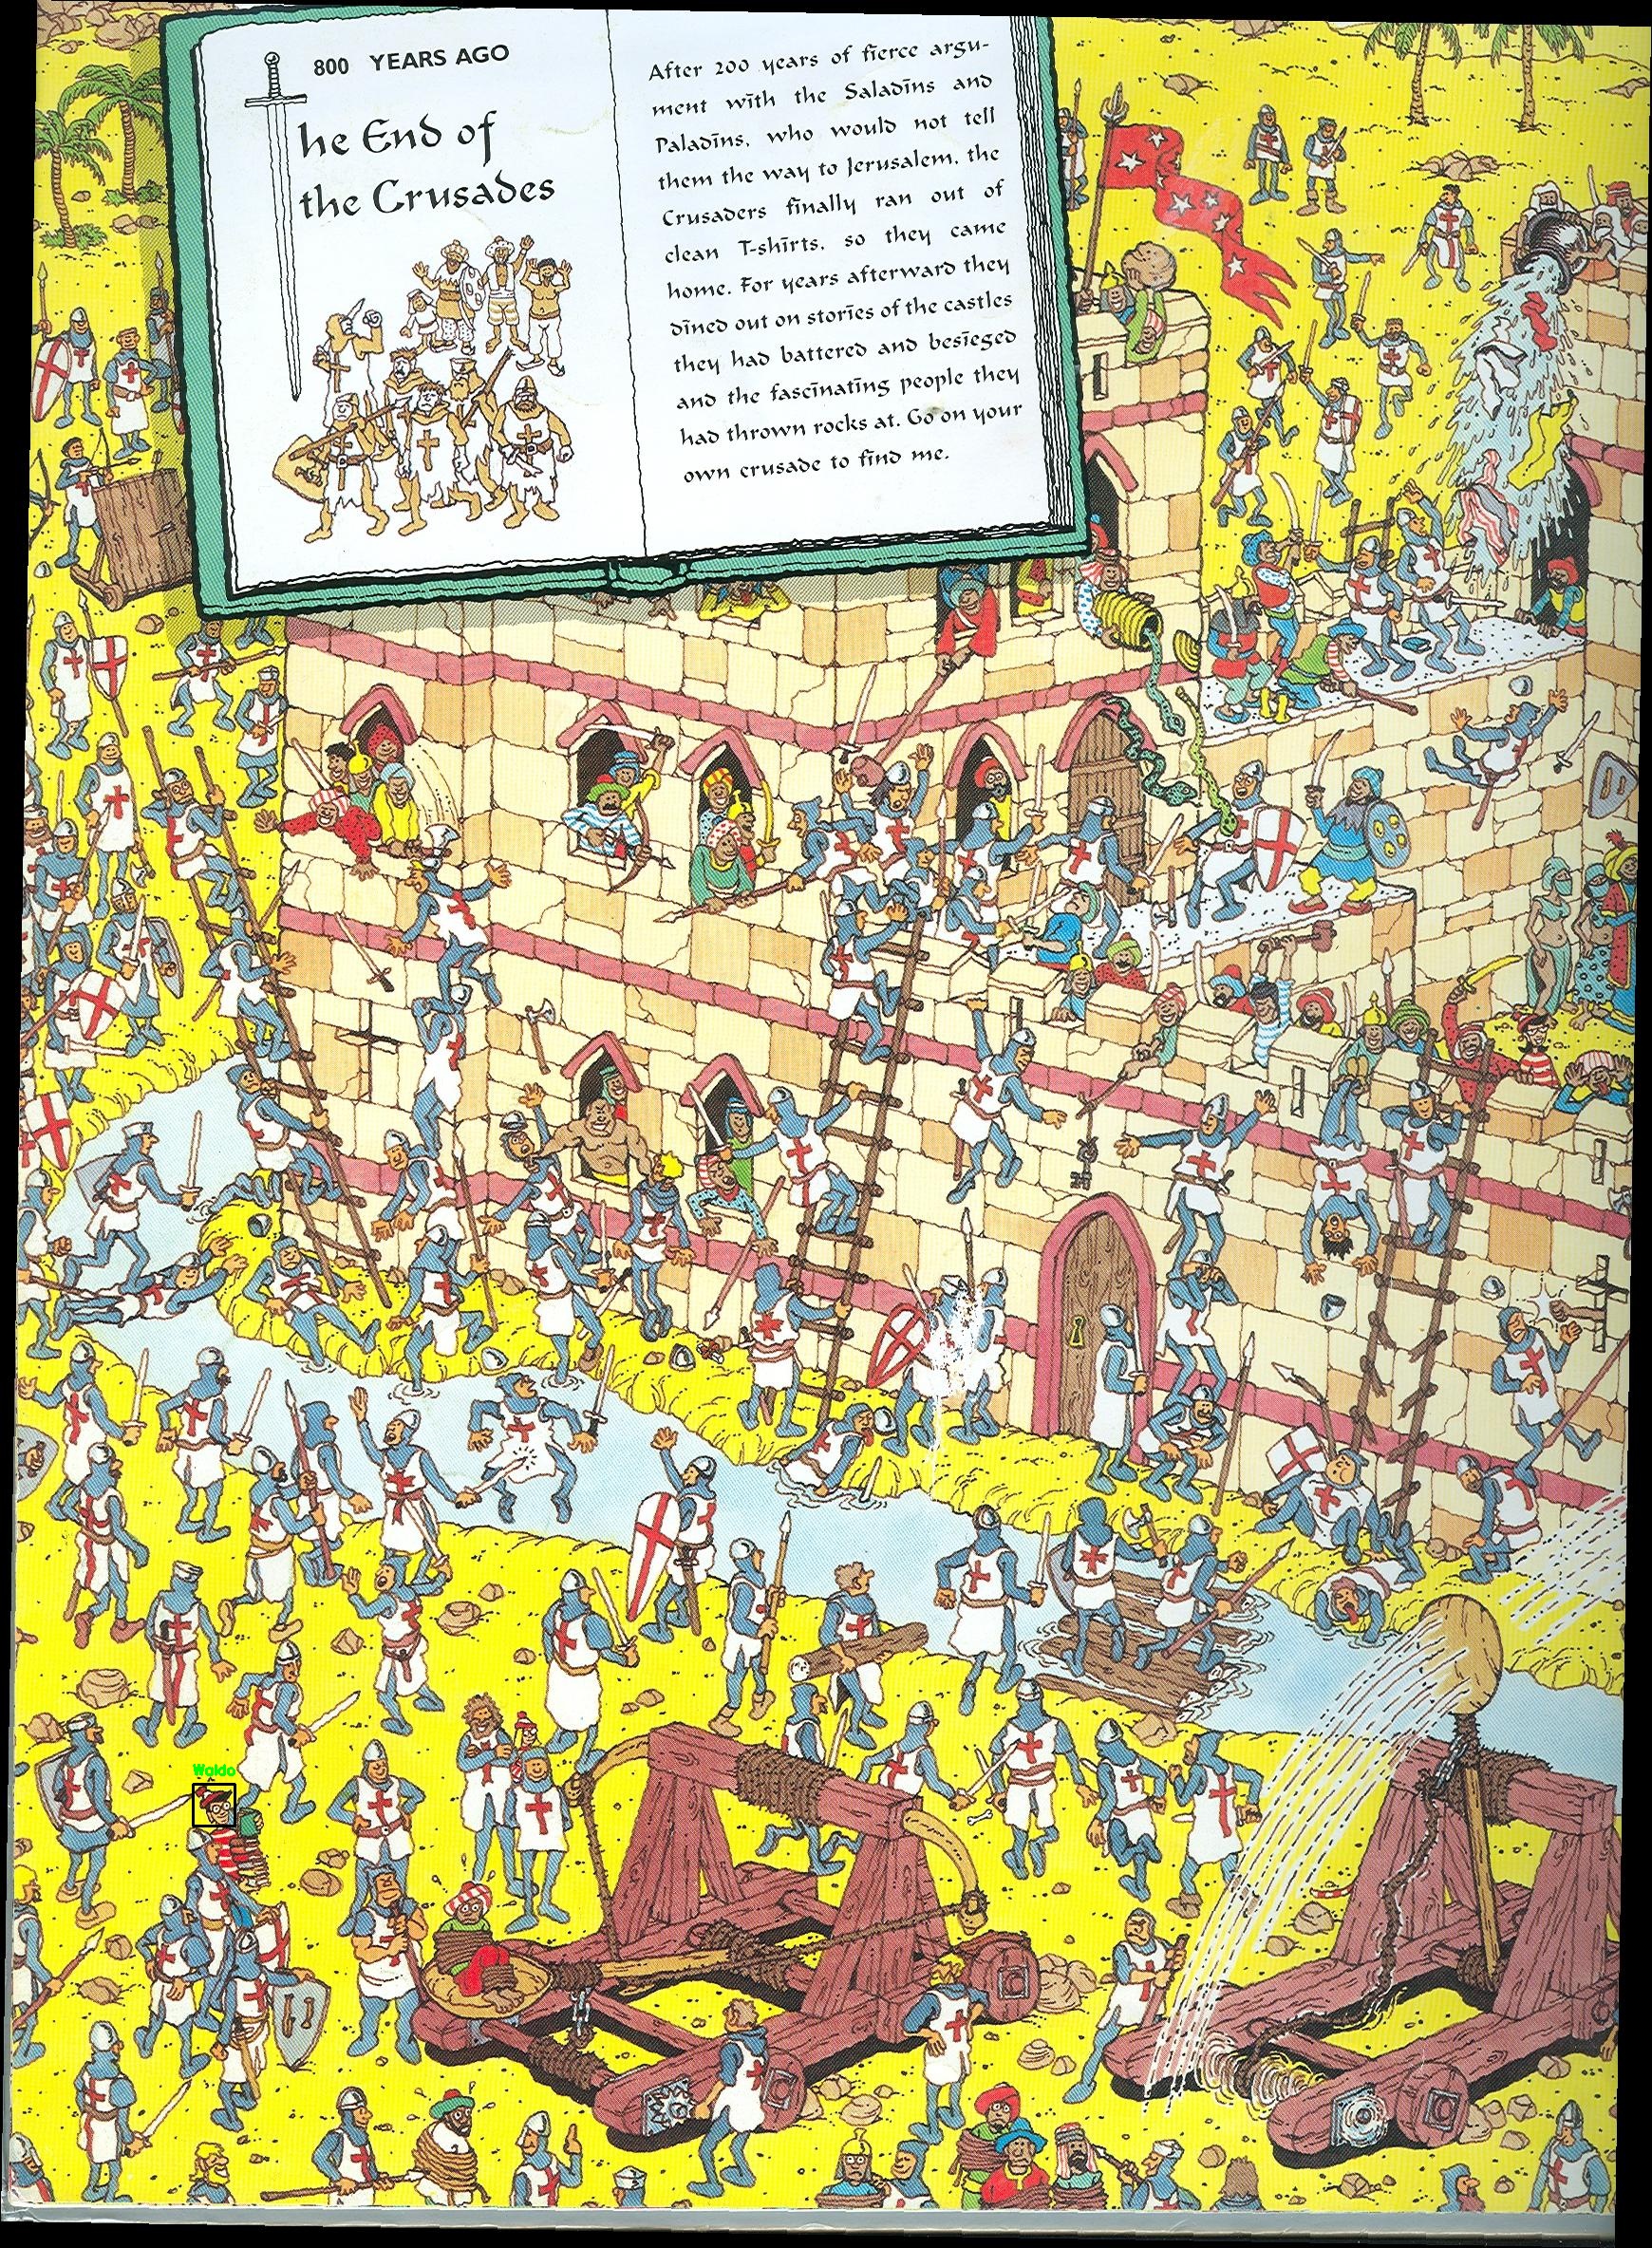 800 YEARS AGO
he End of
the Crusades
After 200 years of fierce argu-
ment with the Saladins and
Paladins, who would not tell
them the way to Jerusalem, the
Crusaders finally ran out of
clean T-shirts, so they came
home. For years afterward they
dined out on stories of the castles
they had battered and besieged
and the fascinating people they
had thrown rocks at. Go on your
own crusade to find me.
Waldo